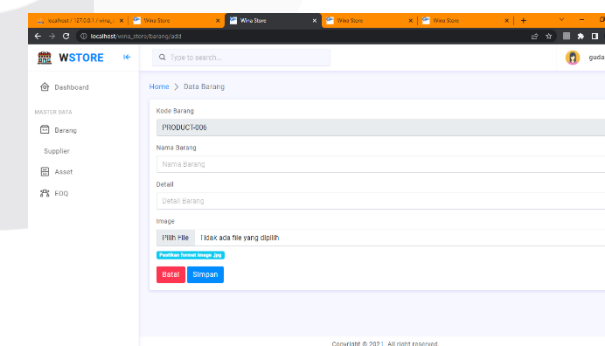 localhost / 127.0.0.1 / wina_
Wina Store
Wina Store
Wina Store
Wina Store
localhost/wina_store/barang/add
WSTORE
Type to search...
guda
Dashboard
Home > Data Barang
MASTER DATA
Barang
Supplier
Asset
EOQ
Kode Barang
PRODUCT-006
Nama Barang
Nama Barang
Detail
Detail Barang
Image
Pilih File Tidak ada file yang dipilih
Pastikan format image .jpg
Batal Simpan
Copyright © 2021. All right reserved.